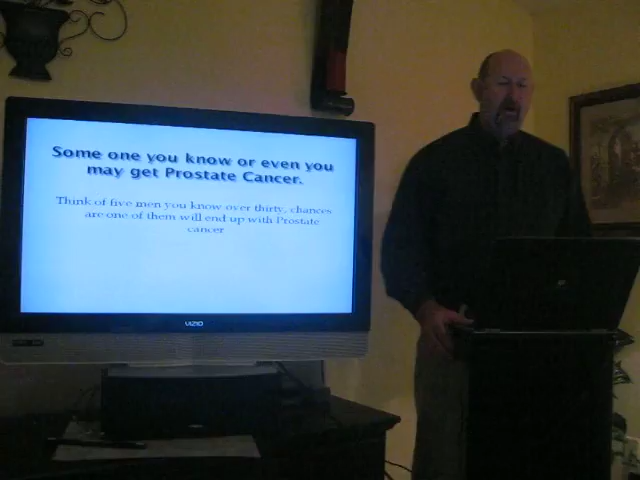 Some one you know or even you
may get Prostate Cancer.
Think of five men you know over thirty, chances
are one of them will end up with Prostate
cancer
VIZIO
hp